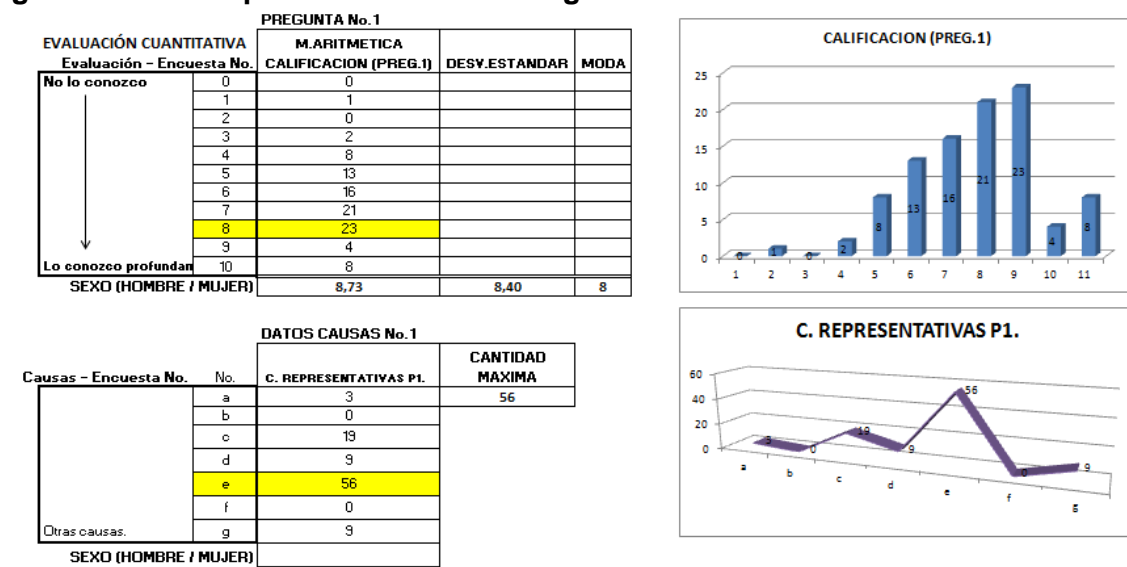 PREGUNTA No.1
EVALUACIÓN CUANTITATIVA M.ARITMETICA
Evaluación – Encuesta No. CALIFICACION (PREG.1) DESV.ESTANDAR MODA
No lo conozco 0 0
1 1
2 0
3 2
4 8
5 13
6 16
7 21
8 23
9 4
Lo conozco profundan 10 8
SEXO (HOMBRE / MUJER) 8,73 8,40 8
CALIFICACION (PREG.1)
25
20
15
10
5
0
0 1 0 2 8 13 16 21 23 4 8
1 2 3 4 5 6 7 8 9 10 11
DATOS CAUSAS No.1
CANTIDAD
Causas – Encuesta No. No. C. REPRESENTATIVAS P1. MAXIMA
a 3 56
b 0
c 19
d 9
e 56
f 0
Otras causas. g 9
SEXO (HOMBRE / MUJER)
C. REPRESENTATIVAS P1.
60
40
20
0
0 19 9 56 0 9
a b c d e f g